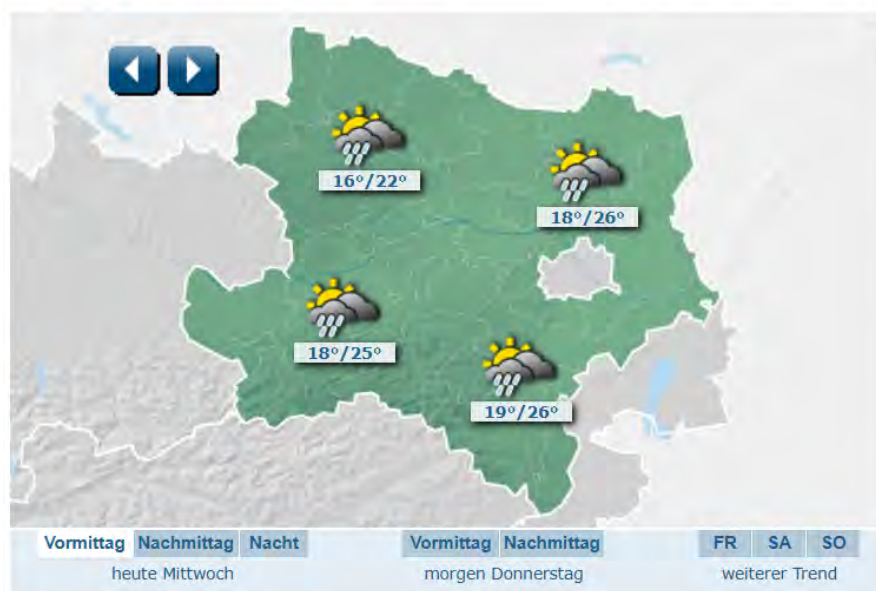 16°/22°
18°/26°
18°/25°
19°/26°
Vormittag Nachmittag Nacht Vormittag Nachmittag FR SA SO
heute Mittwoch morgen Donnerstag weiterer Trend